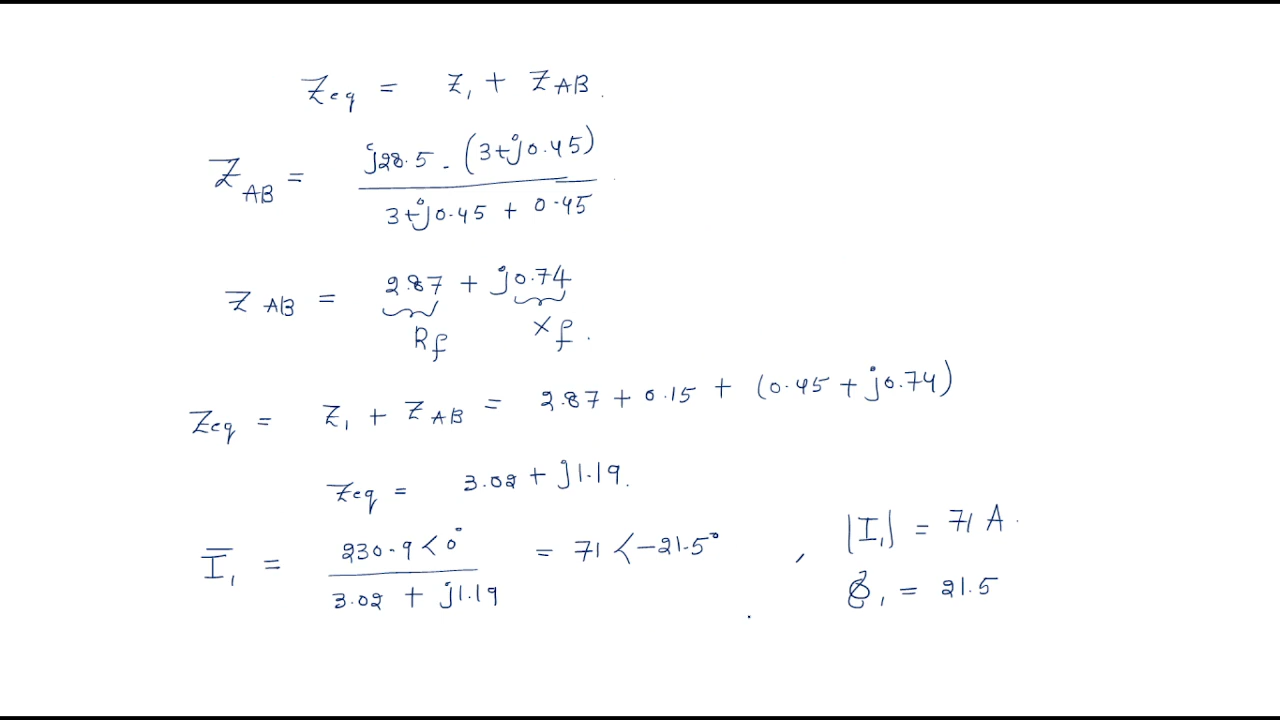 Zeq = Z1 + ZAB.
ZAB = j28.5 . (3+j0.45) / 3+j0.45 + 0.45
ZAB = 2.87 + j0.74
Rf Xf.
Zeq = Z1 + ZAB = 2.87 + 0.15 + (0.45 + j0.74)
Zeq = 3.02 + j1.19.
I̅1 = 230.9<0° / 3.02 + j1.19 = 71 <-21.5° , |I1| = 71 A.
1 = 21.5